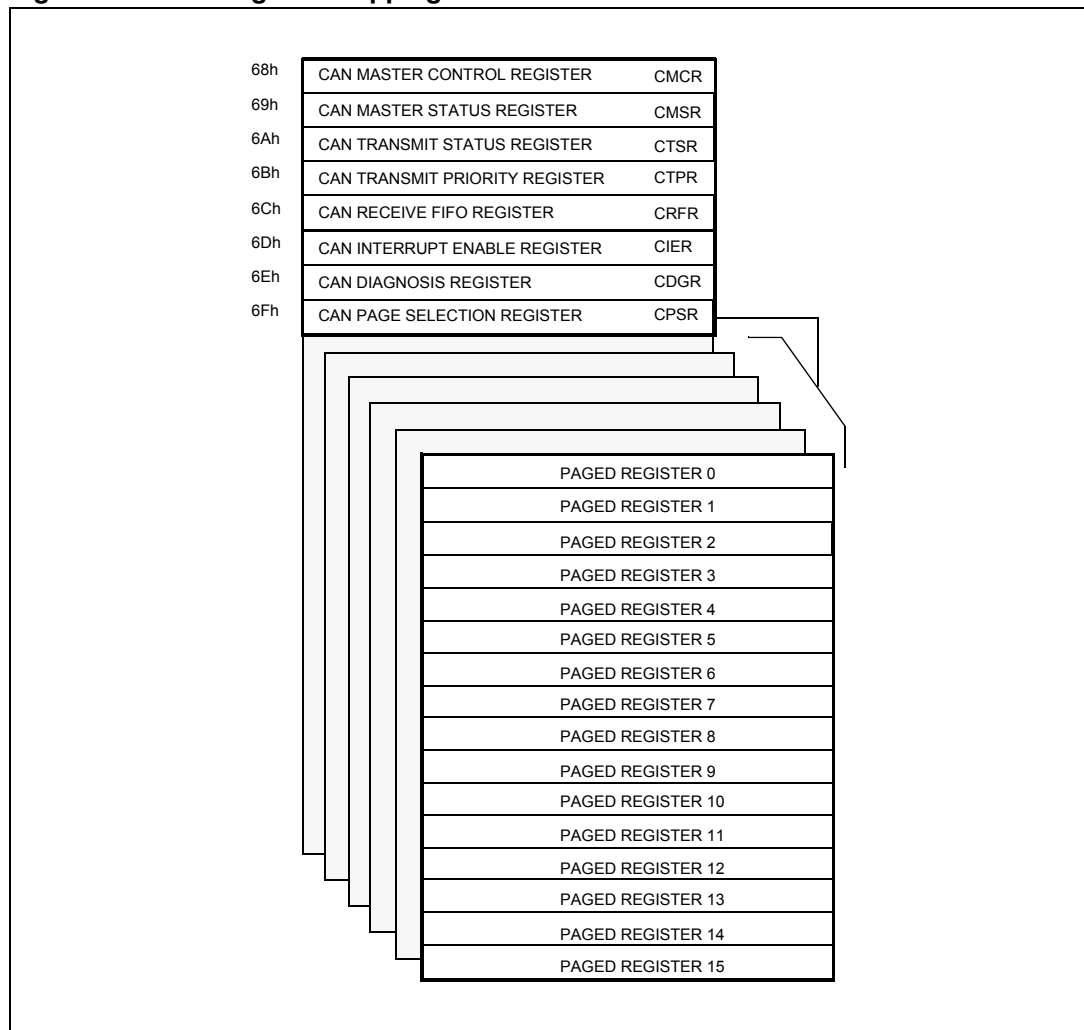 68h CAN MASTER CONTROL REGISTER CMCR
69h CAN MASTER STATUS REGISTER CMSR
6Ah CAN TRANSMIT STATUS REGISTER CTSR
6Bh CAN TRANSMIT PRIORITY REGISTER CTPR
6Ch CAN RECEIVE FIFO REGISTER CRFR
6Dh CAN INTERRUPT ENABLE REGISTER CIER
6Eh CAN DIAGNOSIS REGISTER CDGR
6Fh CAN PAGE SELECTION REGISTER CPSR
PAGED REGISTER 0
PAGED REGISTER 1
PAGED REGISTER 2
PAGED REGISTER 3
PAGED REGISTER 4
PAGED REGISTER 5
PAGED REGISTER 6
PAGED REGISTER 7
PAGED REGISTER 8
PAGED REGISTER 9
PAGED REGISTER 10
PAGED REGISTER 11
PAGED REGISTER 12
PAGED REGISTER 13
PAGED REGISTER 14
PAGED REGISTER 15